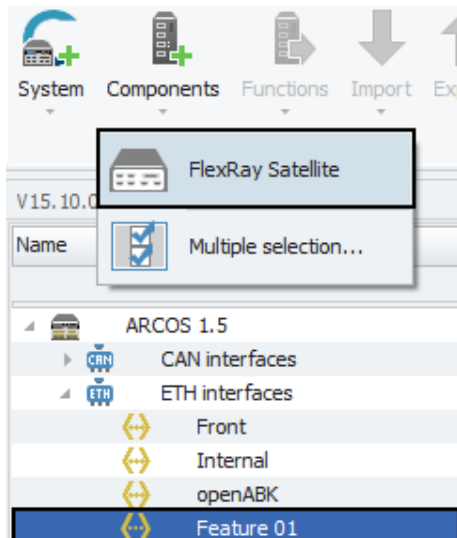 System Components Functions Import Exp
FlexRay Satellite
V15.10.0
Name
Multiple selection...
ARCOS 1.5
CAN CAN interfaces
ETH ETH interfaces
Front
Internal
openABK
Feature 01